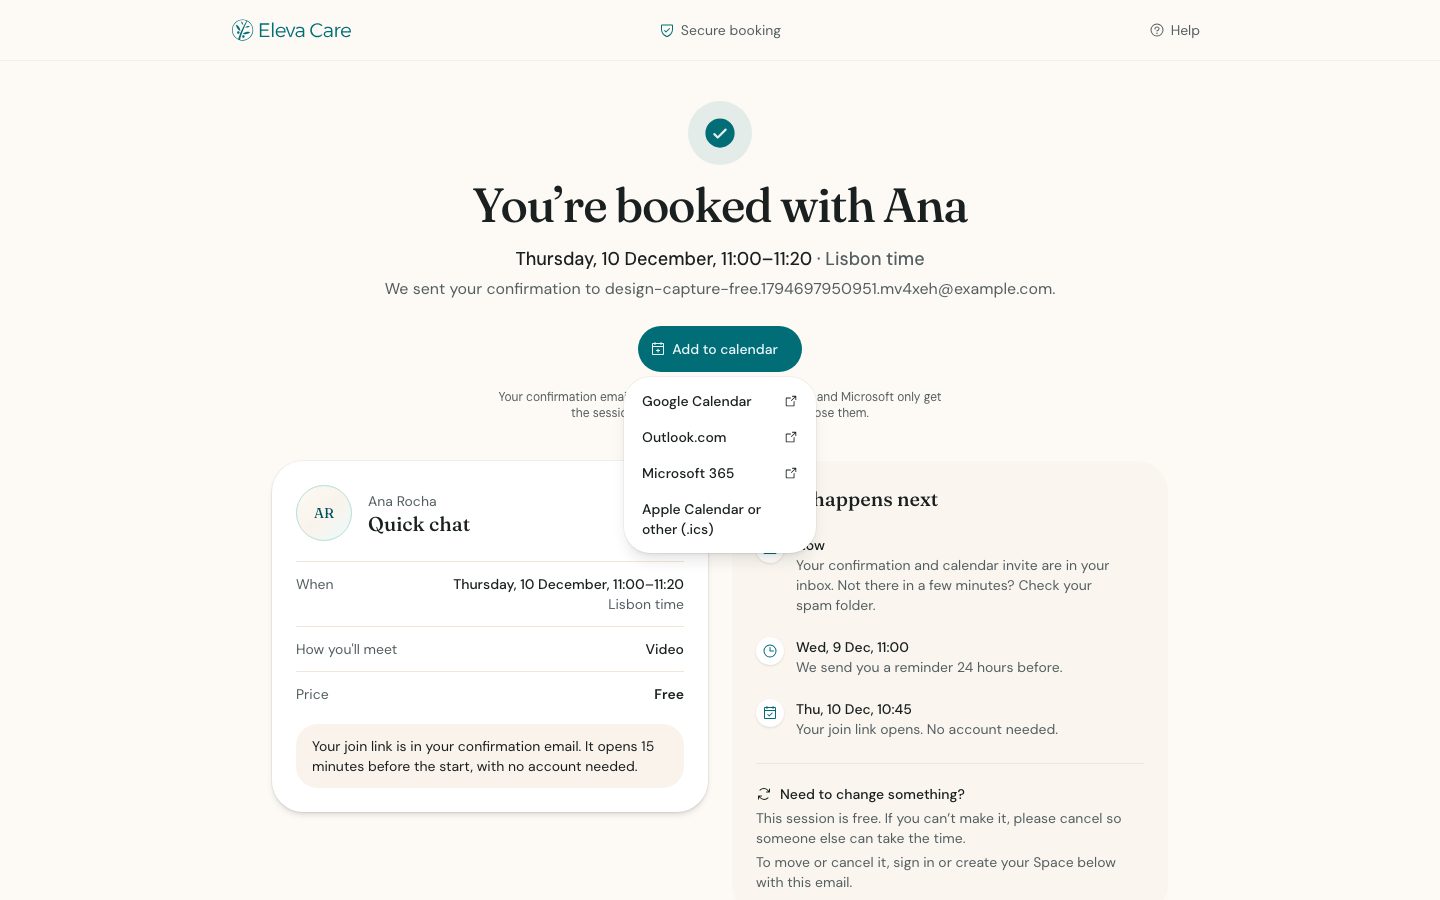 Eleva Care
Secure booking
Help
You’re booked with Ana
Thursday, 10 December, 11:00–11:20 · Lisbon time
We sent your confirmation to design-capture-free.1794697950951.mv4xeh@example.com.
Add to calendar
Your confirmation and Microsoft only get
the them.
Google Calendar
Outlook.com
Microsoft 365
Apple Calendar or
other (.ics)
AR
Ana Rocha
Quick chat
When
Thursday, 10 December, 11:00–11:20
Lisbon time
How you'll meet
Video
Price
Free
Your join link is in your confirmation email. It opens 15
minutes before the start, with no account needed.
happens next
Your confirmation and calendar invite are in your
inbox. Not there in a few minutes? Check your
spam folder.
Wed, 9 Dec, 11:00
We send you a reminder 24 hours before.
Thu, 10 Dec, 10:45
Your join link opens. No account needed.
Need to change something?
This session is free. If you can’t make it, please cancel so
someone else can take the time.
To move or cancel it, sign in or create your Space below
with this email.